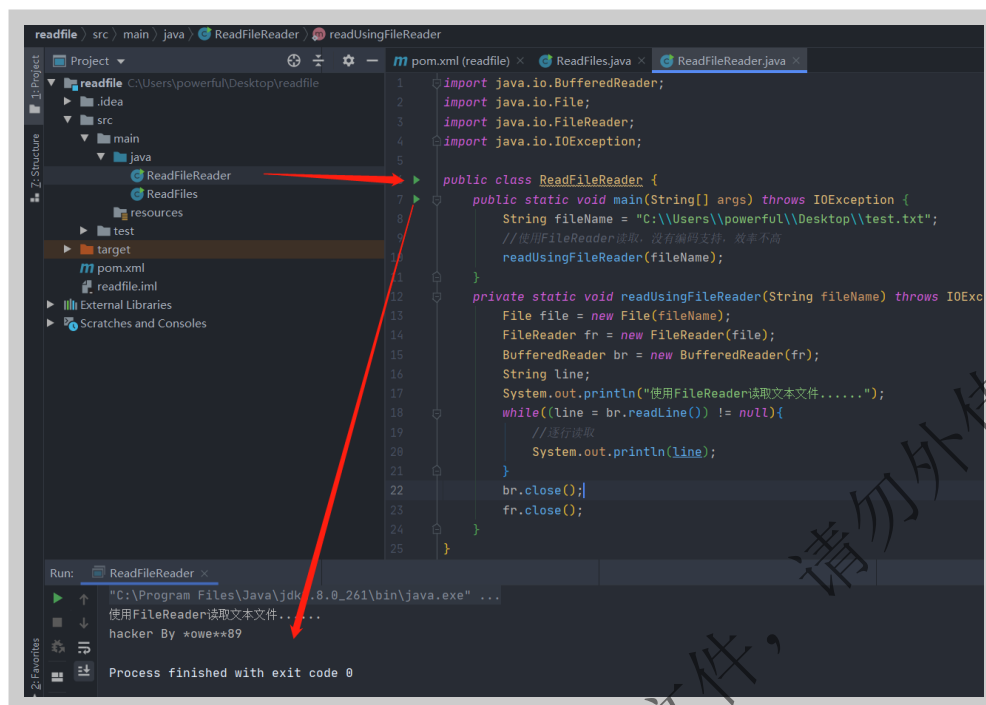 readfile 〉 src 〉 main 〉 java 〉 ReadFileReader 〉 readUsingFileReader
Project
pom.xml (readfile) × ReadFiles.java × ReadFileReader.java ×
1: Project
readfile C:\Users\powerful\Desktop\readfile
.idea
src
main
java
ReadFileReader
ReadFiles
resources
test
target
pom.xml
readfile.iml
External Libraries
Scratches and Consoles
Z: Structure
1 import java.io.BufferedReader;
2 import java.io.File;
3 import java.io.FileReader;
4 import java.io.IOException;
5
public class ReadFileReader {
7 public static void main(String[] args) throws IOException {
8 String fileName = "C:\\Users\\powerful\\Desktop\\test.txt";
9 //使用FileReader读取，没有编码支持，效率不高
10 readUsingFileReader(fileName);
11 }
12 private static void readUsingFileReader(String fileName) throws IOExc
13 File file = new File(fileName);
14 FileReader fr = new FileReader(file);
15 BufferedReader br = new BufferedReader(fr);
16 String line;
17 System.out.println("使用FileReader读取文本文件......");
18 while((line = br.readLine()) != null){
19 //逐行读取
20 System.out.println(line);
21 }
22 br.close();
23 fr.close();
24 }
25 }
Run: ReadFileReader ×
"C:\Program Files\Java\jdk1.8.0_261\bin\java.exe" ...
使用FileReader读取文本文件......
hacker By *owe**89
Process finished with exit code 0
2: Favorites
文件，请勿外传